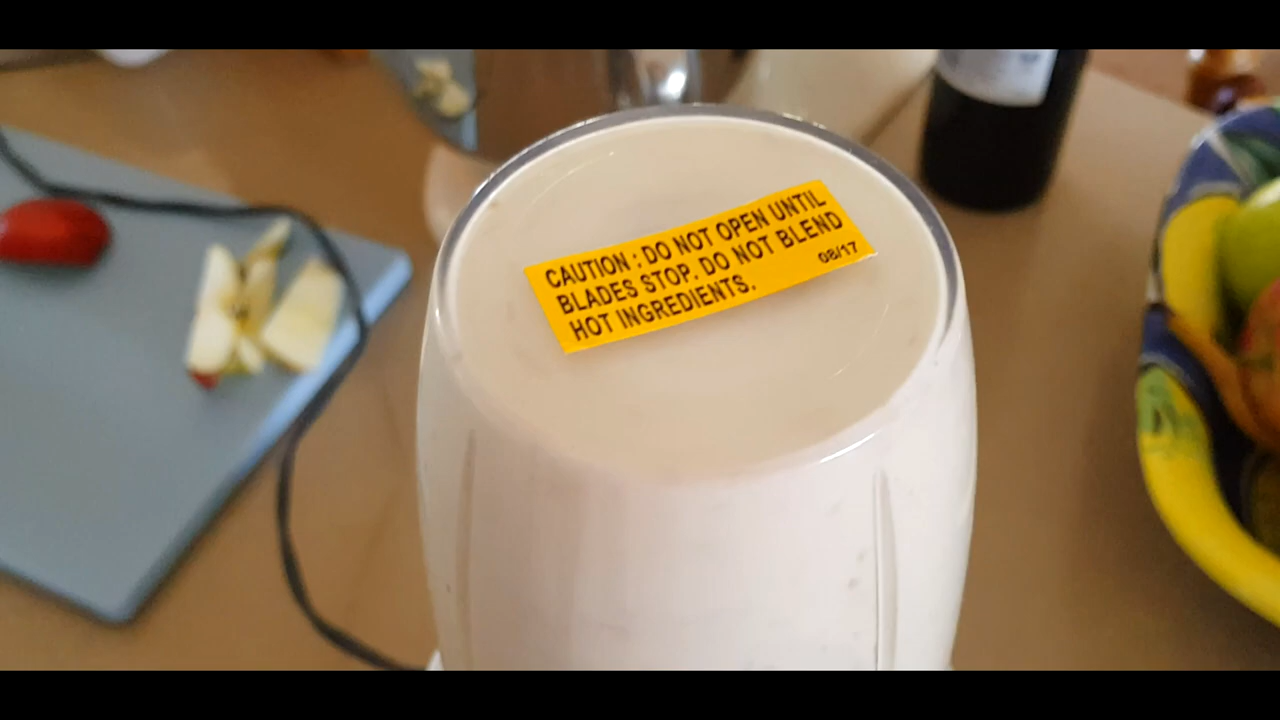 CAUTION : DO NOT OPEN UNTIL
BLADES STOP. DO NOT BLEND
HOT INGREDIENTS.
08/17